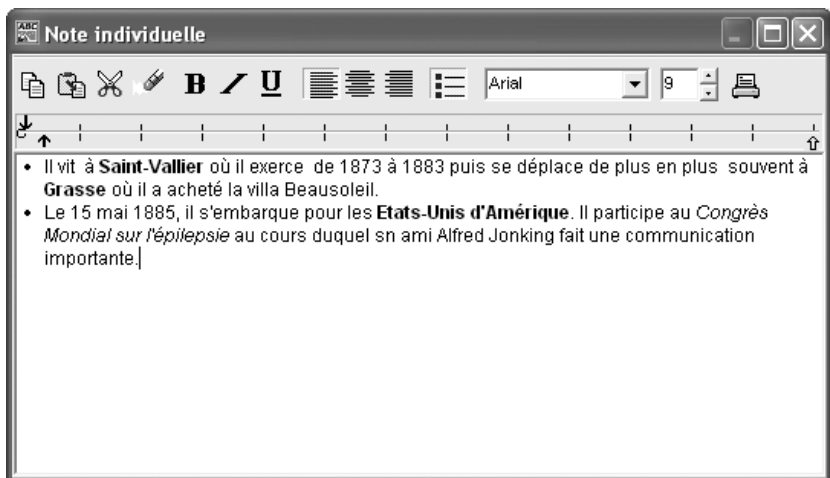 Note individuelle
B I U Arial 9
• Il vit à Saint-Vallier où il exerce de 1873 à 1883 puis se déplace de plus en plus souvent à
Grasse où il a acheté la villa Beausoleil.
• Le 15 mai 1885, il s'embarque pour les Etats-Unis d'Amérique. Il participe au Congrès
Mondial sur l'épilepsie au cours duquel sn ami Alfred Jonking fait une communication
importante.